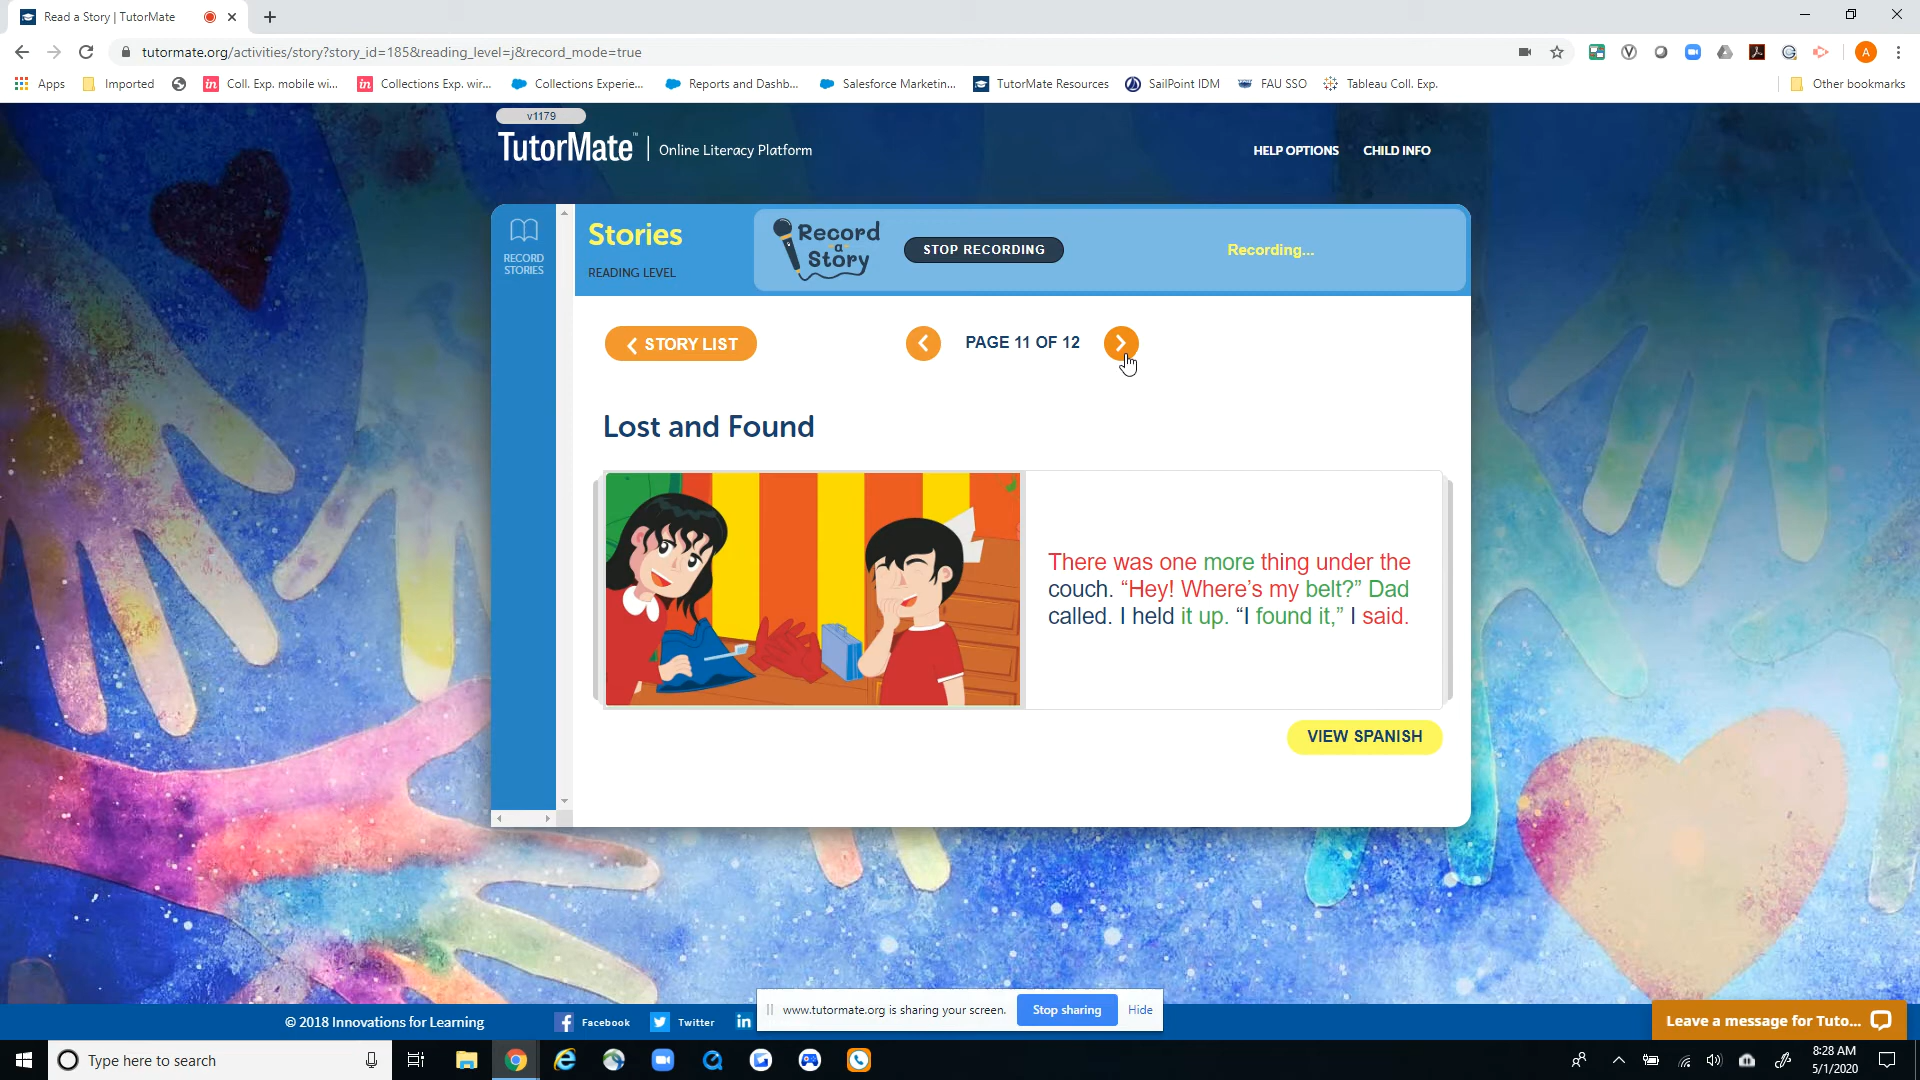 Read a Story | TutorMate
tutormate.org/activities/story?story_id=185&reading_level=j&record_mode=true
A
Apps
Imported
Coll. Exp. mobile wi...
Collections Exp. wir...
Collections Experie...
Reports and Dashb...
Salesforce Marketin...
TutorMate Resources
SailPoint IDM
FAU SSO
Tableau Coll. Exp.
Other bookmarks
v1179
TutorMate™ | Online Literacy Platform
HELP OPTIONS
CHILD INFO
RECORD
STORIES
Stories
READING LEVEL
Record
a
Story
STOP RECORDING
Recording...
STORY LIST
PAGE 11 OF 12
Lost and Found
There was one more thing under the
couch. “Hey! Where’s my belt?” Dad
called. I held it up. “I found it,” I said.
VIEW SPANISH
© 2018 Innovations for Learning
Facebook
Twitter
in
www.tutormate.org is sharing your screen.
Stop sharing
Hide
Leave a message for Tuto...
Type here to search
8:28 AM
5/1/2020